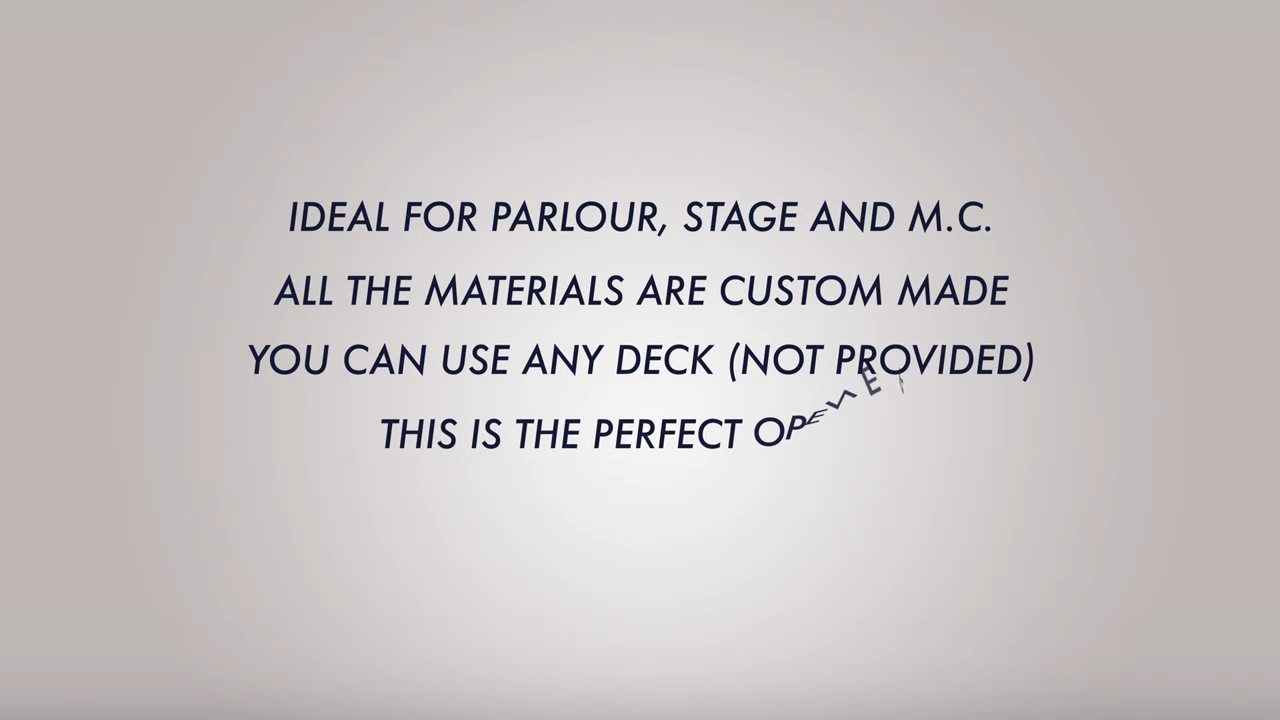 IDEAL FOR PARLOUR, STAGE AND M.C.
ALL THE MATERIALS ARE CUSTOM MADE
YOU CAN USE ANY DECK (NOT PROVIDED)
THIS IS THE PERFECT